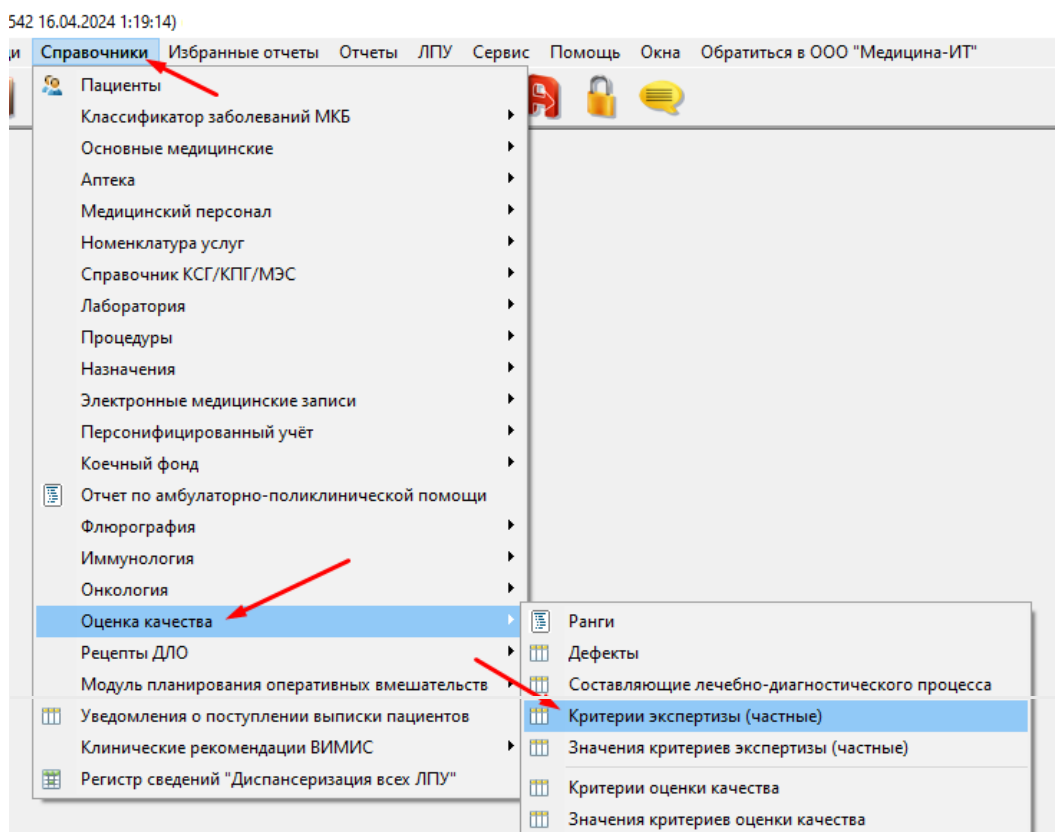 542 16.04.2024 1:19:14)
ди Справочники Избранные отчеты Отчеты ЛПУ Сервис Помощь Окна Обратиться в ООО "Медицина-ИТ"
Пациенты
Классификатор заболеваний МКБ
Основные медицинские
Аптека
Медицинский персонал
Номенклатура услуг
Справочник КСГ/КПГ/МЭС
Лаборатория
Процедуры
Назначения
Электронные медицинские записи
Персонифицированный учёт
Коечный фонд
Отчет по амбулаторно-поликлинической помощи
Флюрография
Иммунология
Онкология
Оценка качества
Рецепты ДЛО
Модуль планирования оперативных вмешательств
Уведомления о поступлении выписки пациентов
Клинические рекомендации ВИМИС
Регистр сведений "Диспансеризация всех ЛПУ"
Ранги
Дефекты
Составляющие лечебно-диагностического процесса
Критерии экспертизы (частные)
Значения критериев экспертизы (частные)
Критерии оценки качества
Значения критериев оценки качества